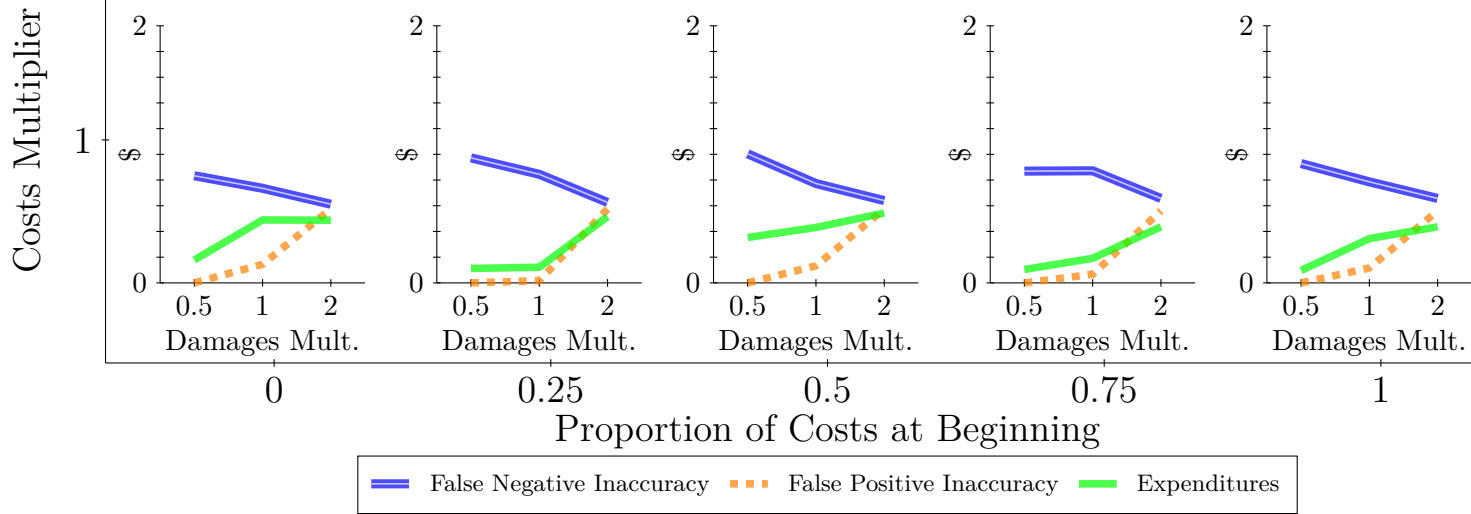 Costs Multiplier
1
2
0
$
0.5 1 2
Damages Mult.
2
0
$
0.5 1 2
Damages Mult.
2
0
$
0.5 1 2
Damages Mult.
2
0
$
0.5 1 2
Damages Mult.
2
0
$
0.5 1 2
Damages Mult.
0 0.25 0.5 0.75 1
Proportion of Costs at Beginning
False Negative Inaccuracy False Positive Inaccuracy Expenditures